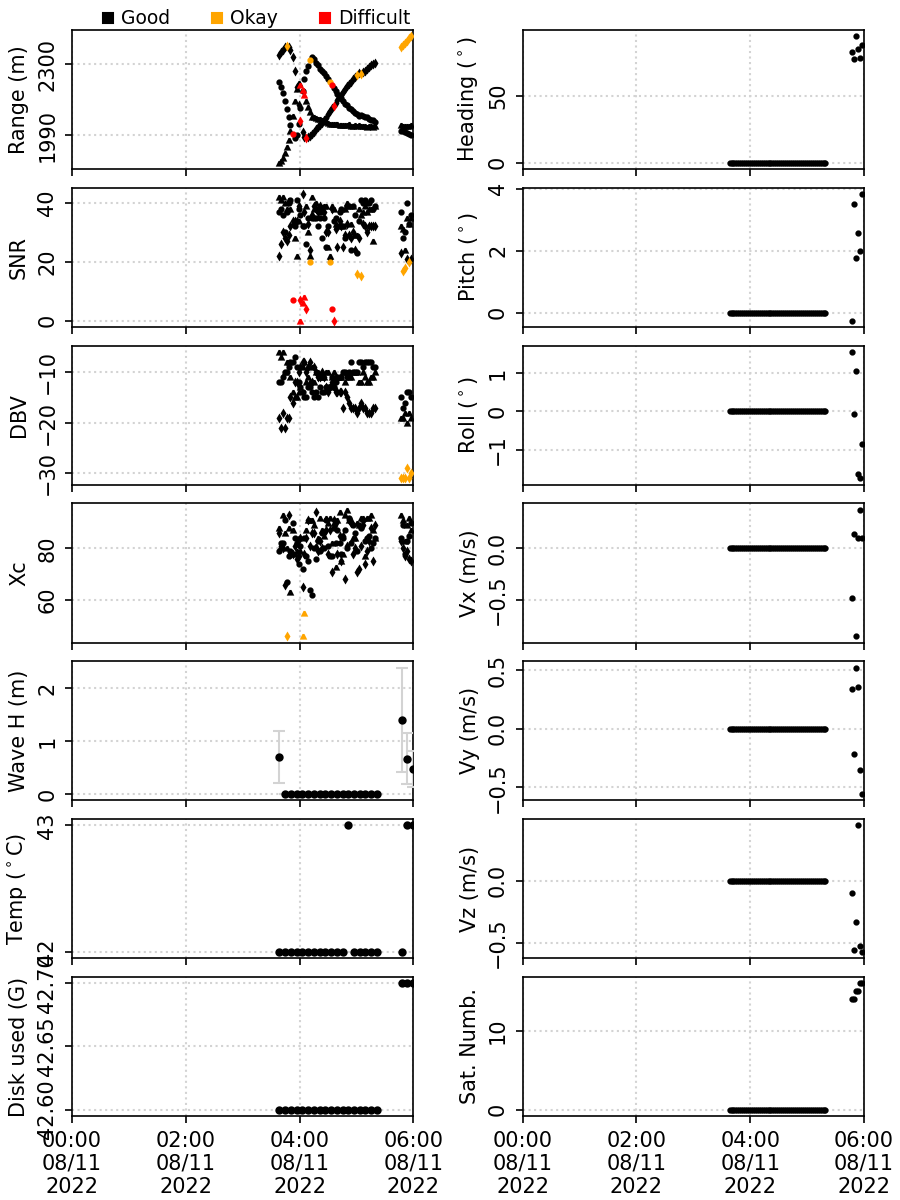 Good Okay Difficult
Range (m)
2300
1990
Heading (°)
50
0
SNR
40
20
0
Pitch (°)
4
2
0
DBV
−10
−20
−30
Roll (°)
1
0
−1
Xc
80
60
Vx (m/s)
0.0
−0.5
Wave H (m)
2
1
0
Vy (m/s)
0.5
0.0
−0.5
Temp (°C)
43
42
Vz (m/s)
0.0
−0.5
Disk used (G)
42.70
42.65
42.60
Sat. Numb.
10
0
00:00 02:00 04:00 06:00 00:00 02:00 04:00 06:00
08/11 08/11 08/11 08/11 08/11 08/11 08/11 08/11
2022 2022 2022 2022 2022 2022 2022 2022